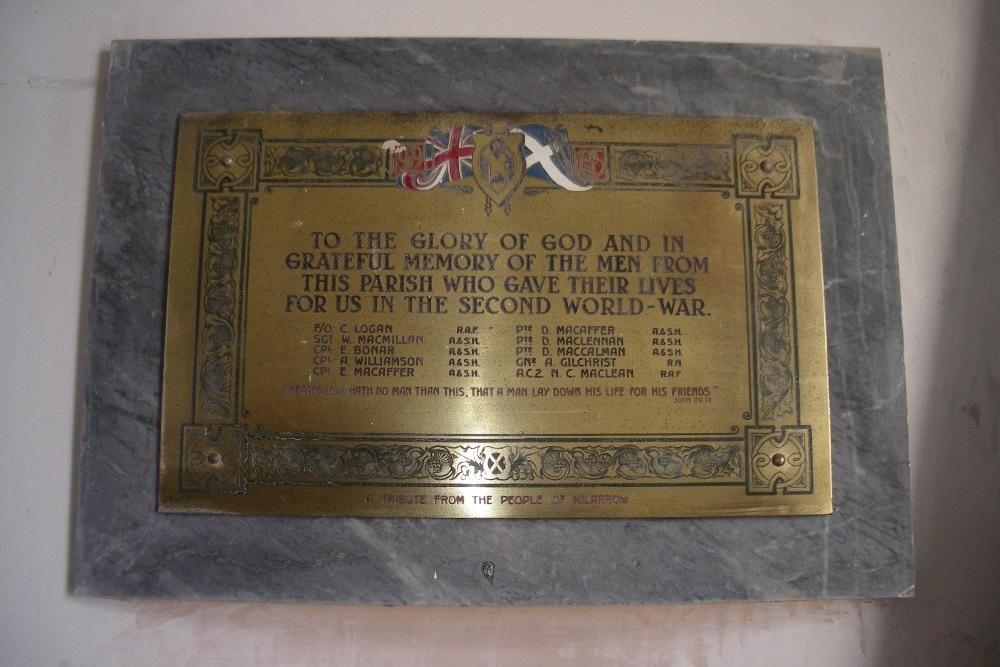 TO THE GLORY OF GOD AND IN
GRATEFUL MEMORY OF THE MEN FROM
THIS PARISH WHO GAVE THEIR LIVES
FOR US IN THE SECOND WORLD-WAR.
F/O. C. LOGAN R.A.F. PTE D. MACAFFER A.&S.H.
SGT W. MACMILLAN A.&S.H. PTE D. MACLENNAN A.&S.H.
CPL E. BONAR A.&S.H. PTE D. MACCALMAN A.&S.H.
CPL A. WILLIAMSON A.&S.H. GNR A. GILCHRIST R.N.
CPL E. MACAFFER A.&S.H. A.C.2. N. C. MACLEAN R.A.F
"GREATER LOVE HATH NO MAN THAN THIS, THAT A MAN LAY DOWN HIS LIFE FOR HIS FRIENDS"
JOHN XV. 13
A TRIBUTE FROM THE PEOPLE OF KILARROW